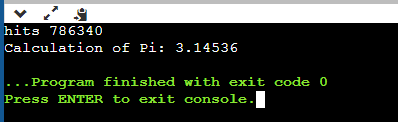 hits 786340
Calculation of Pi: 3.14536
...Program finished with exit code 0
Press ENTER to exit console.